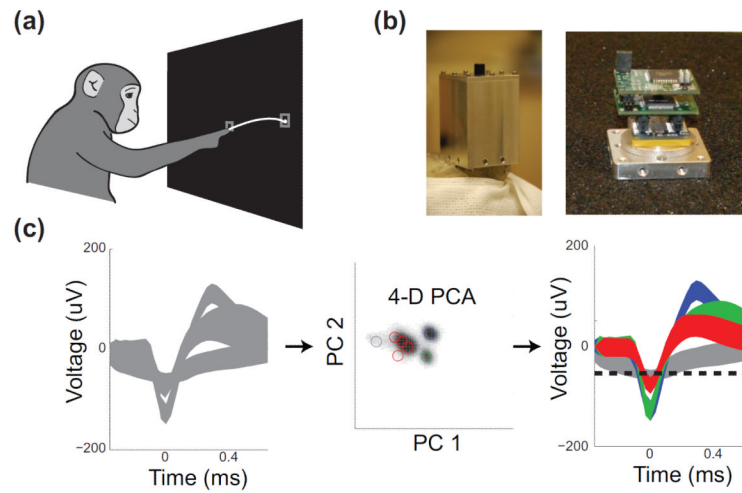 (a)
(b)
(c)
200
0
−200
Voltage (uV)
0
0.4
Time (ms)
4-D PCA
PC 2
PC 1
200
0
−200
Voltage (uV)
0
0.4
Time (ms)